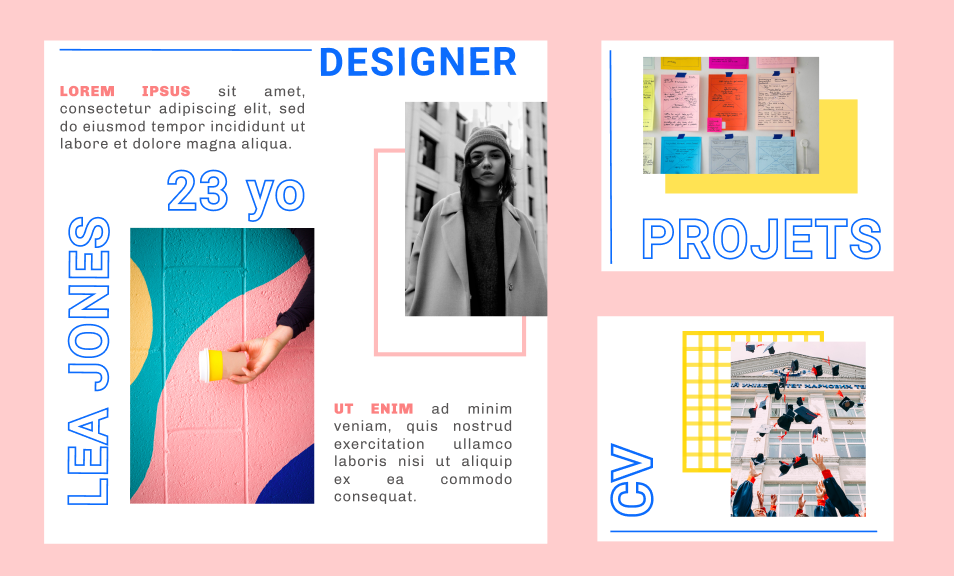 DESIGNER
LOREM IPSUS sit amet,
consectetur adipiscing elit, sed
do eiusmod tempor incididunt ut
labore et dolore magna aliqua.
23 yo
LEA JONES
UT ENIM ad minim
veniam, quis nostrud
exercitation ullamco
laboris nisi ut aliquip
ex ea commodo
consequat.
PROJETS
CV